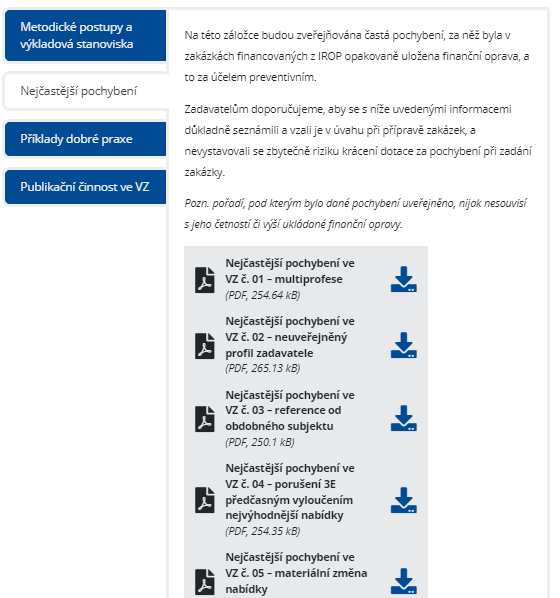 Metodické postupy a
výkladová stanoviska
Nejčastější pochybení
Příklady dobré praxe
Publikační činnost ve VZ
Na této záložce budou zveřejňována častá pochybení, za něž byla v
zakázkách financovaných z IROP opakovaně uložena finanční oprava, a
to za účelem preventivním.
Zadavatelům doporučujeme, aby se s níže uvedenými informacemi
důkladně seznámili a vzali je v úvahu při přípravě zakázek, a
nevystavovali se zbytečně riziku krácení dotace za pochybení při zadání
zakázky.
Pozn. pořadí, pod kterým bylo dané pochybení uveřejněno, nijak nesouvisí
s jeho četností či výší ukládané finanční opravy.
Nejčastější pochybení ve
VZ č. 01 – multiprofese
(PDF, 254.64 kB)
Nejčastější pochybení ve
VZ č. 02 – neuveřejněný
profil zadavatele
(PDF, 265.13 kB)
Nejčastější pochybení ve
VZ č. 03 – reference od
obdobného subjektu
(PDF, 250.1 kB)
Nejčastější pochybení ve
VZ č. 04 – porušení 3E
předčasným vyloučením
nejvýhodnější nabídky
(PDF, 254.35 kB)
Nejčastější pochybení ve
VZ č. 05 – materiální změna
nabídky